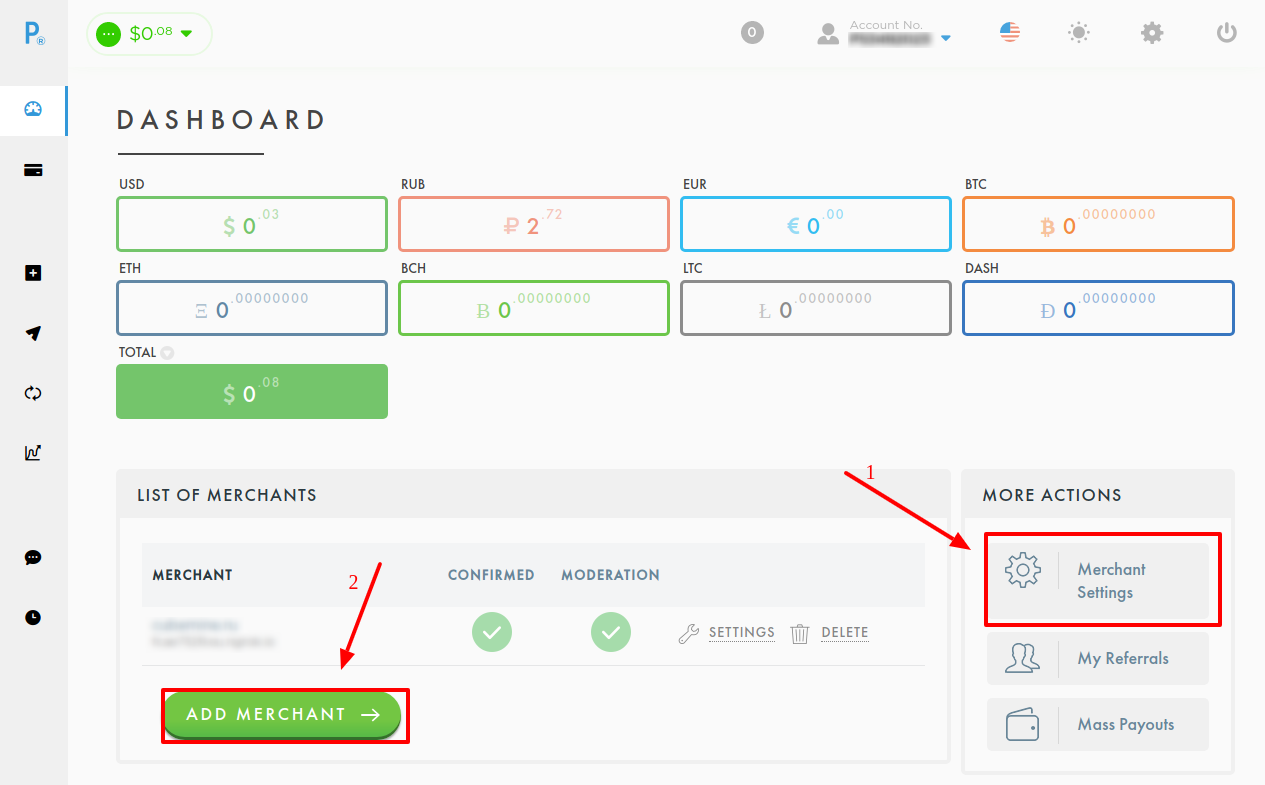 P®
$0.08
0
Account No.
DASHBOARD
USD
RUB
EUR
BTC
$ 0.03
₽ 2.72
€ 0.00
₿ 0.00000000
ETH
BCH
LTC
DASH
Ξ 0.00000000
Ƀ 0.00000000
Ł 0.00000000
Đ 0.00000000
TOTAL
$ 0.08
LIST OF MERCHANTS
MERCHANT
CONFIRMED
MODERATION
SETTINGS
DELETE
2
ADD MERCHANT
1
MORE ACTIONS
Merchant
Settings
My Referrals
Mass Payouts